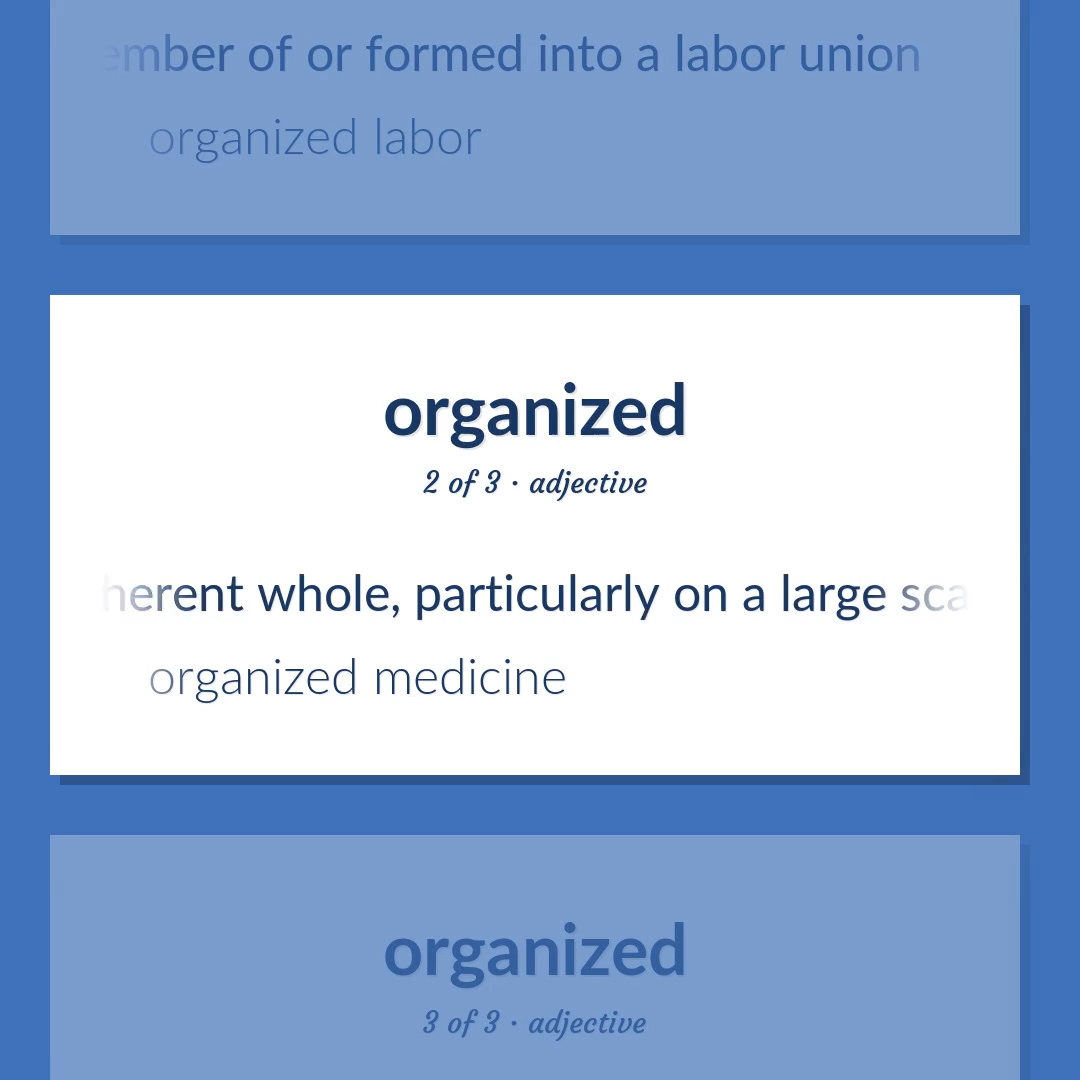 ember of or formed into a labor union
organized labor
organized
2 of 3 · adjective
herent whole, particularly on a large sca
organized medicine
organized
3 of 3 · adjective